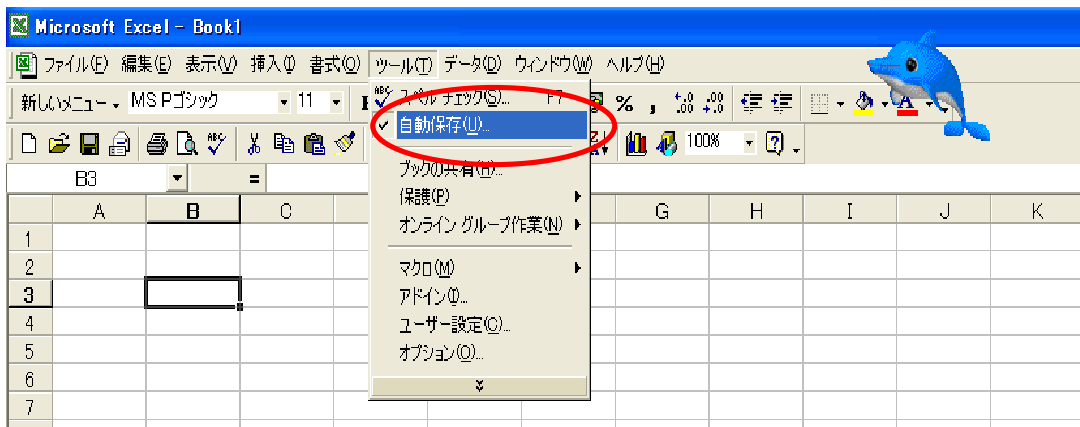 Microsoft Excel - Book1
ファイル(F) 編集(E) 表示(V) 挿入(I) 書式(O) ツール(T) データ(D) ウィンドウ(W) ヘルプ(H)
新しいメニュー MS Pゴシック 11 % ,
100%
B3 =
スペル チェック(S)... F7
自動保存(U)...
ブックの共有(H)...
保護(P)
オンライン グループ作業(N)
マクロ(M)
アドイン(I)...
ユーザー設定(C)...
オプション(O)...
A B C G H I J K
1
2
3
4
5
6
7